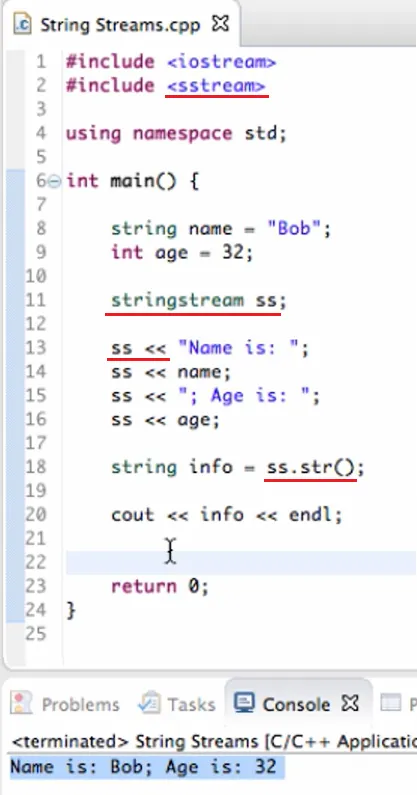 String Streams.cpp
1 #include <iostream>
2 #include <sstream>
3
4 using namespace std;
5
6 int main() {
7
8 string name = "Bob";
9 int age = 32;
10
11 stringstream ss;
12
13 ss << "Name is: ";
14 ss << name;
15 ss << "; Age is: ";
16 ss << age;
17
18 string info = ss.str();
19
20 cout << info << endl;
21
22
23 return 0;
24 }
25
Problems Tasks Console P
<terminated> String Streams [C/C++ Applicatio
Name is: Bob; Age is: 32